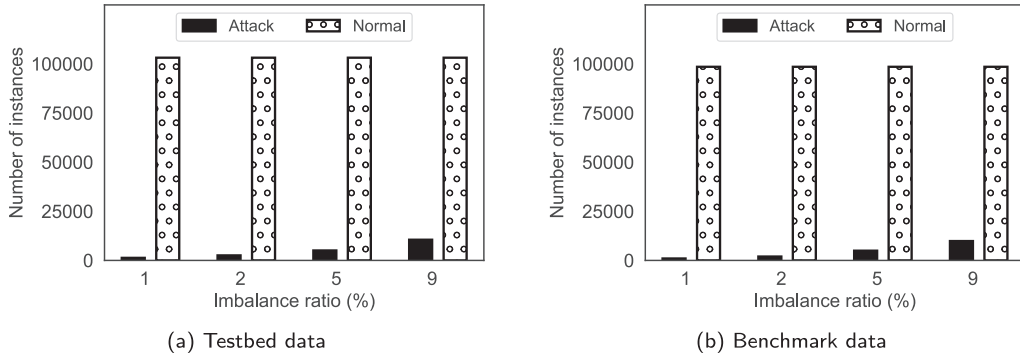 Attack Normal
Number of instances
100000
75000
50000
25000
0
1 2 5 9
Imbalance ratio (%)
(a) Testbed data
Attack Normal
Number of instances
100000
75000
50000
25000
0
1 2 5 9
Imbalance ratio (%)
(b) Benchmark data